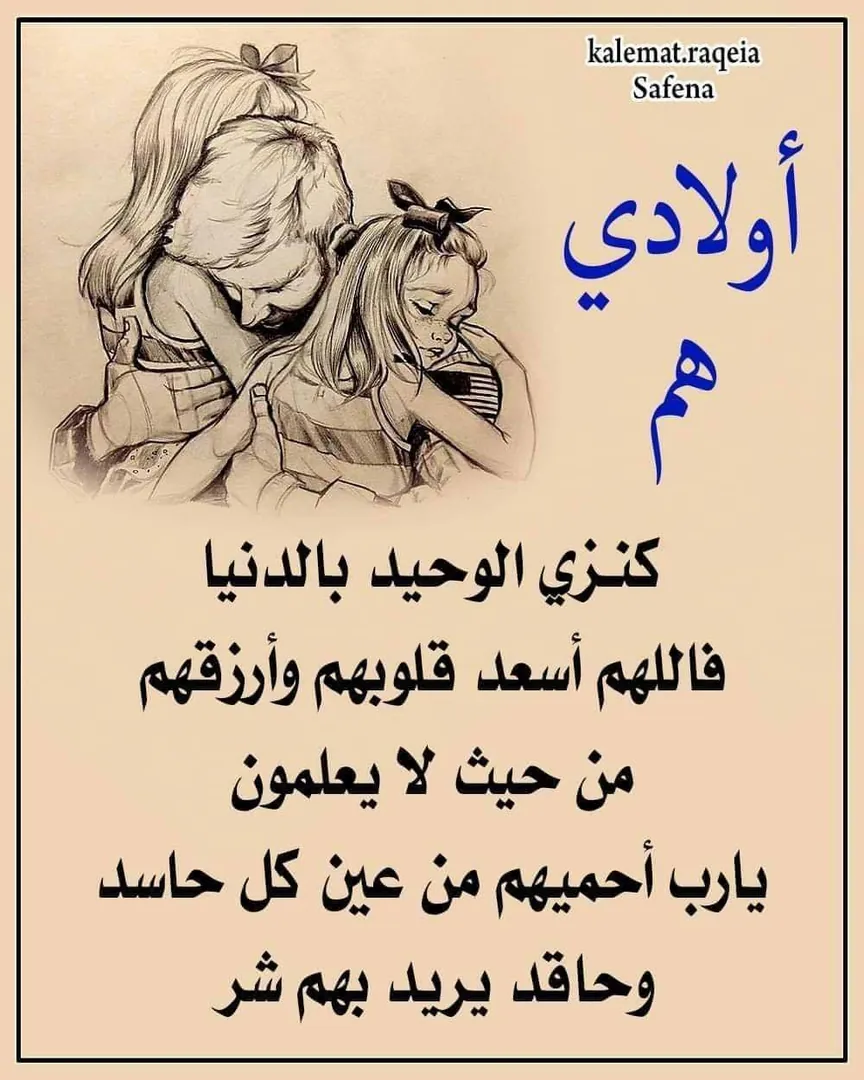 kalemat.raqeia
Safena
أولادي
هم
كنزي الوحيد بالدنيا
فاللهم أسعد قلوبهم وأرزقهم
من حيث لا يعلمون
يارب أحميهم من عين كل حاسد
وحاقد يريد بهم شر